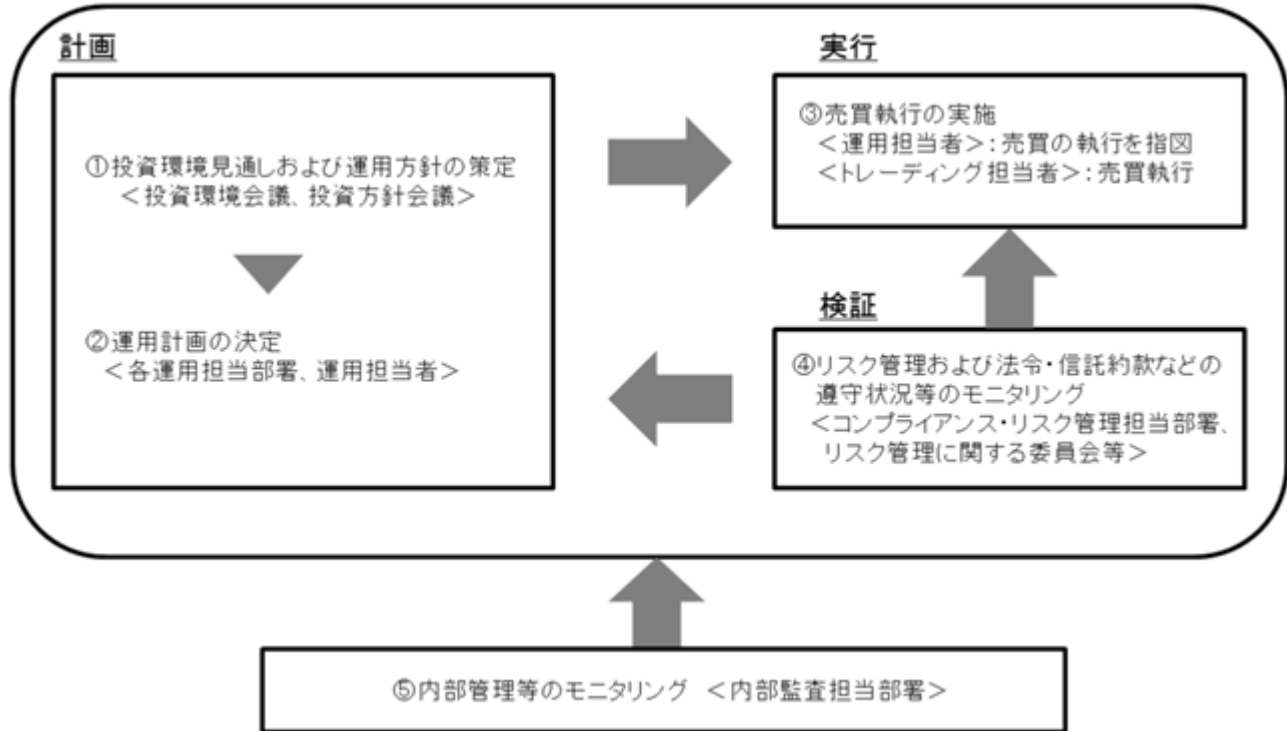 計画
①投資環境見通しおよび運用方針の策定
＜投資環境会議、投資方針会議＞
②運用計画の決定
＜各運用担当部署、運用担当者＞
実行
③売買執行の実施
＜運用担当者＞：売買の執行を指図
＜トレーディング担当者＞：売買執行
検証
④リスク管理および法令・信託約款などの
遵守状況等のモニタリング
＜コンプライアンス・リスク管理担当部署、
リスク管理に関する委員会等＞
⑤内部管理等のモニタリング ＜内部監査担当部署＞